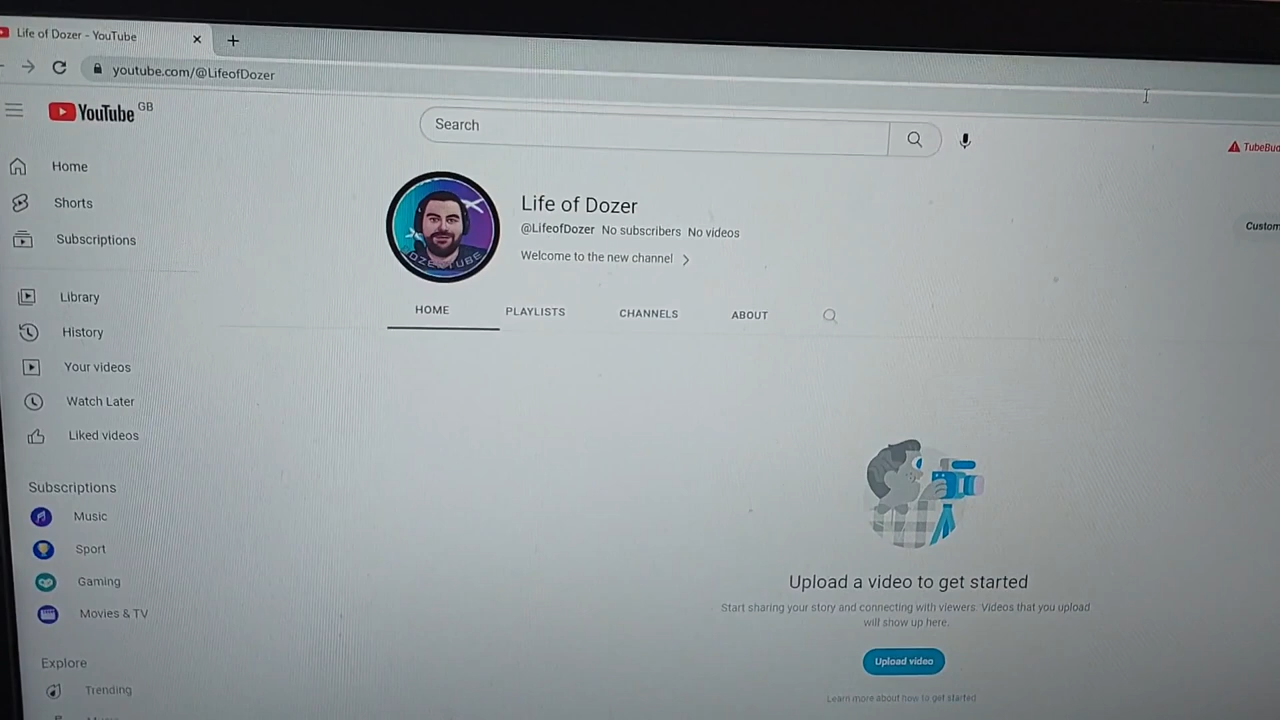 Life of Dozer - YouTube
youtube.com/@LifeofDozer
YouTube GB
Search
Home
Shorts
Subscriptions
Library
History
Your videos
Watch Later
Liked videos
Subscriptions
Music
Sport
Gaming
Movies & TV
Explore
Trending
DOZERTUBE
Life of Dozer
@LifeofDozer No subscribers No videos
Welcome to the new channel
HOME PLAYLISTS CHANNELS ABOUT
Upload a video to get started
Start sharing your story and connecting with viewers. Videos that you upload
will show up here.
Upload video
Learn more about how to get started